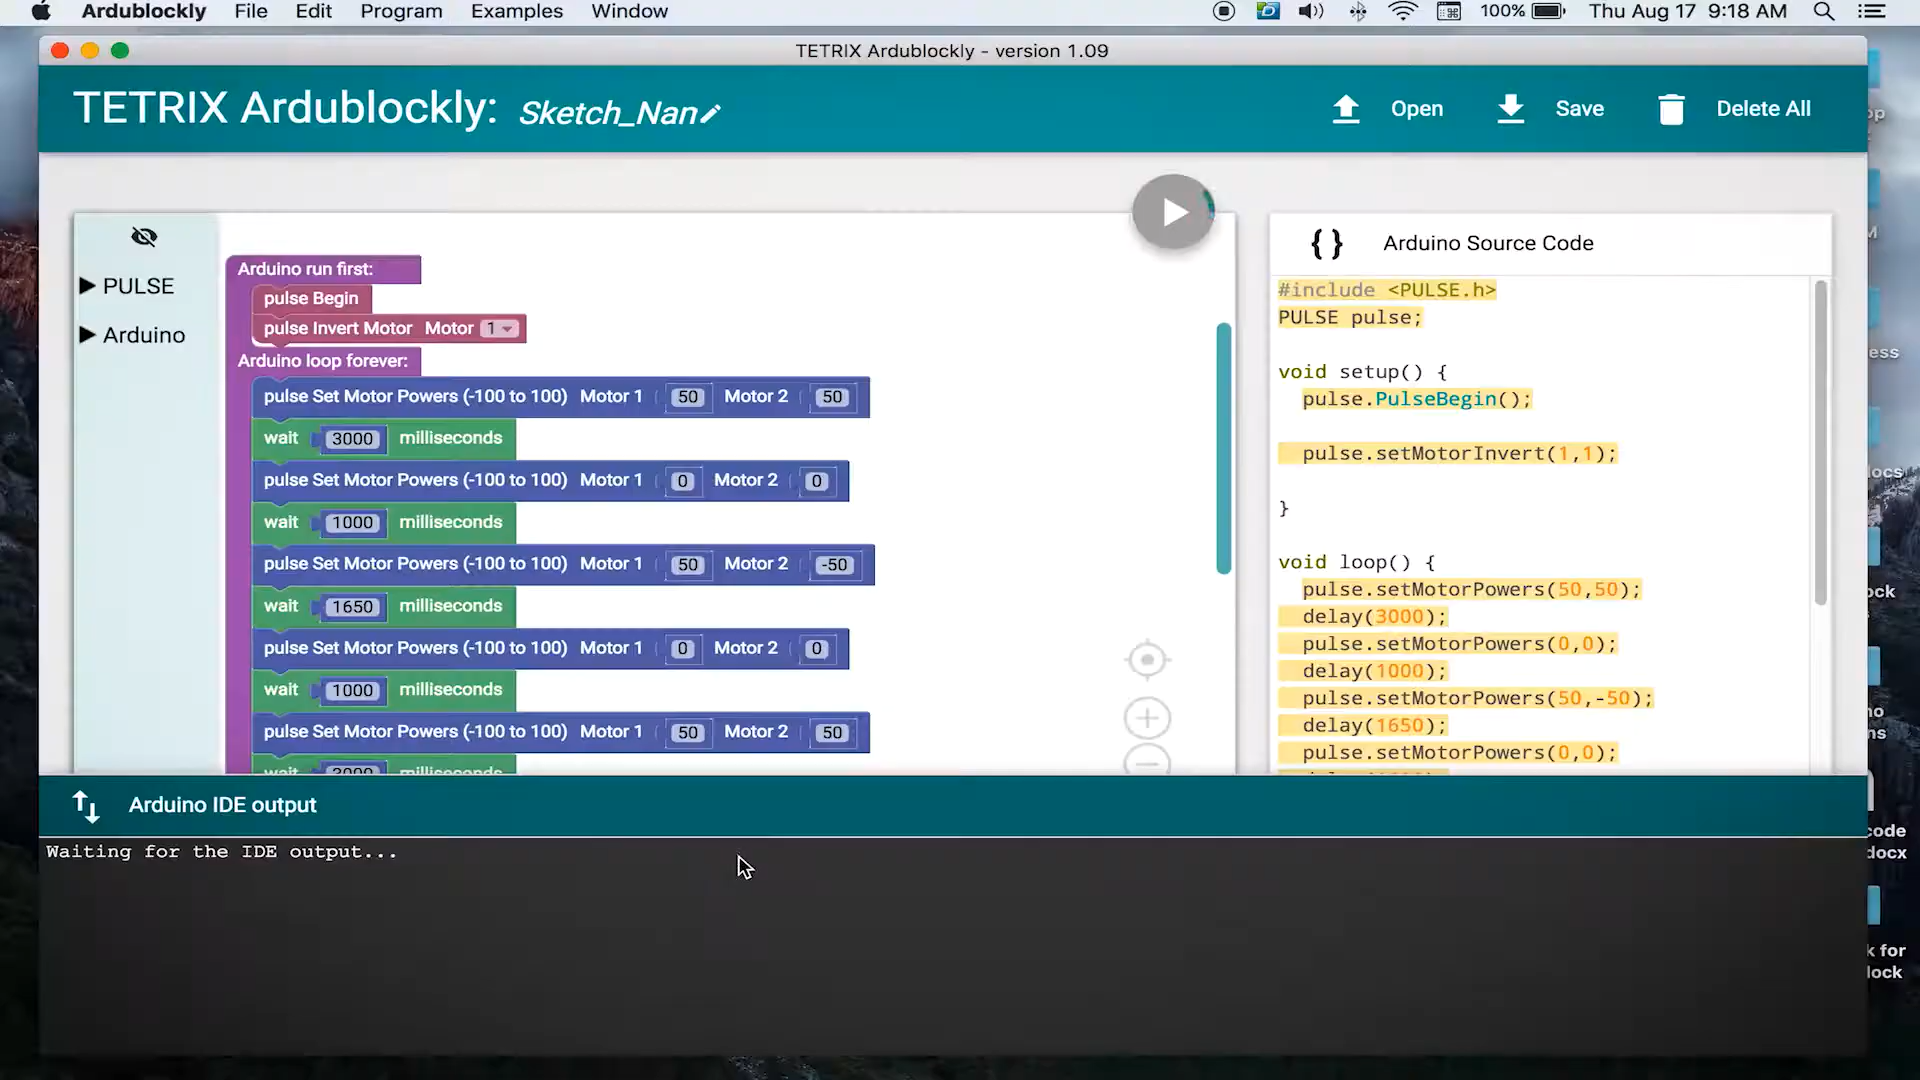 Ardublockly File Edit Program Examples Window 100% Thu Aug 17 9:18 AM
TETRIX Ardublockly - version 1.09
TETRIX Ardublockly: Sketch_Nan
Open Save Delete All
PULSE
Arduino
Arduino run first:
pulse Begin
pulse Invert Motor Motor 1
Arduino loop forever:
pulse Set Motor Powers (-100 to 100) Motor 1 50 Motor 2 50
wait 3000 milliseconds
pulse Set Motor Powers (-100 to 100) Motor 1 0 Motor 2 0
wait 1000 milliseconds
pulse Set Motor Powers (-100 to 100) Motor 1 50 Motor 2 -50
wait 1650 milliseconds
pulse Set Motor Powers (-100 to 100) Motor 1 0 Motor 2 0
wait 1000 milliseconds
pulse Set Motor Powers (-100 to 100) Motor 1 50 Motor 2 50
wait 3000 milliseconds
{ } Arduino Source Code
#include <PULSE.h>
PULSE pulse;
void setup() {
pulse.PulseBegin();
pulse.setMotorInvert(1,1);
}
void loop() {
pulse.setMotorPowers(50,50);
delay(3000);
pulse.setMotorPowers(0,0);
delay(1000);
pulse.setMotorPowers(50,-50);
delay(1650);
pulse.setMotorPowers(0,0);
Arduino IDE output
Waiting for the IDE output...
code
docx
k for
lock